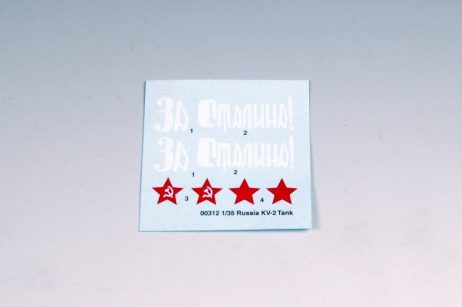 За Сталина!
1 2
За Сталина!
1 2
3 4
00312 1/35 Russia KV-2 Tank